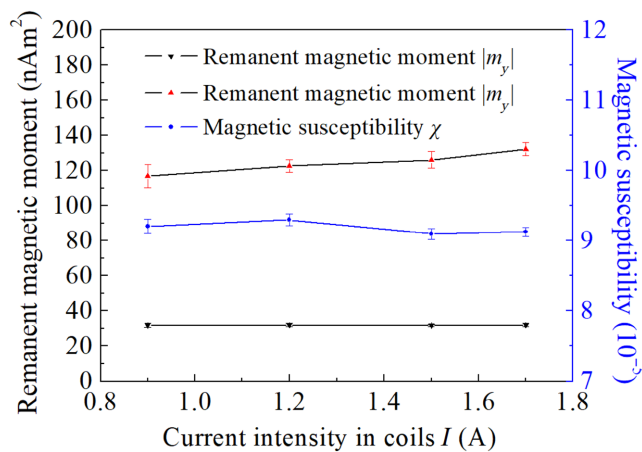 200
180
160
140
120
100
80
60
40
20
0
Remanent magnetic moment (nAm²)
Remanent magnetic moment |m_y|
Remanent magnetic moment |m_y|
Magnetic susceptibility χ
12
11
10
9
8
7
Magnetic susceptibility (10⁻⁵)
0.8 1.0 1.2 1.4 1.6 1.8
Current intensity in coils I (A)